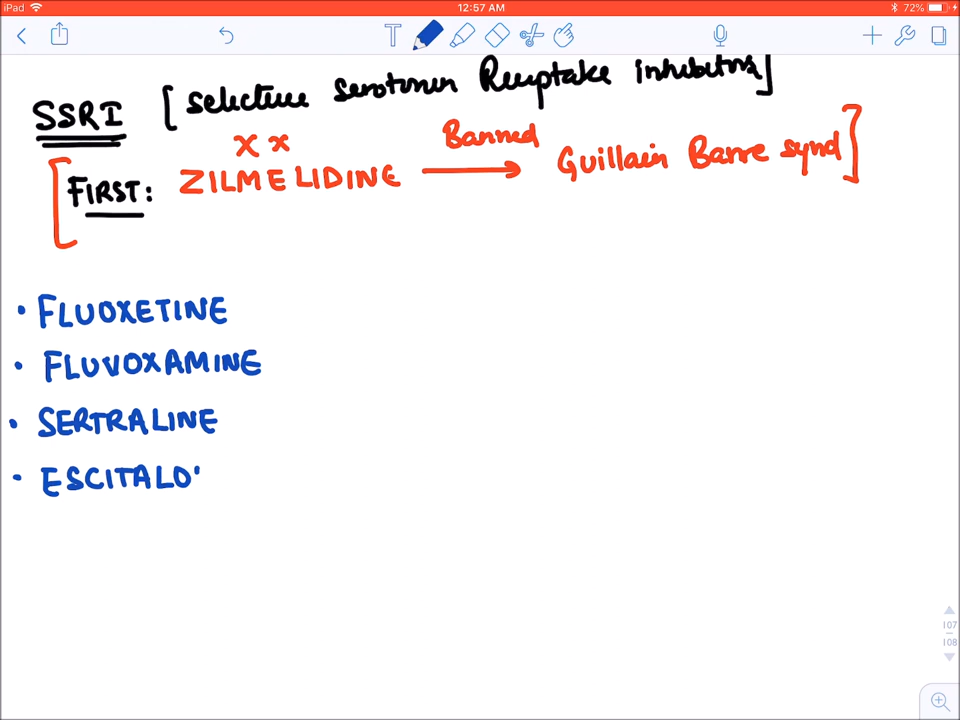 iPad 12:57 AM 72%
T
SSRI [Selective Serotonin Reuptake inhibitors]
x x Banned
[FIRST: ZILMELIDINE → Guillain Barre synd]
• FLUOXETINE
• FLUVOXAMINE
• SERTRALINE
• ESCITALO
107
108